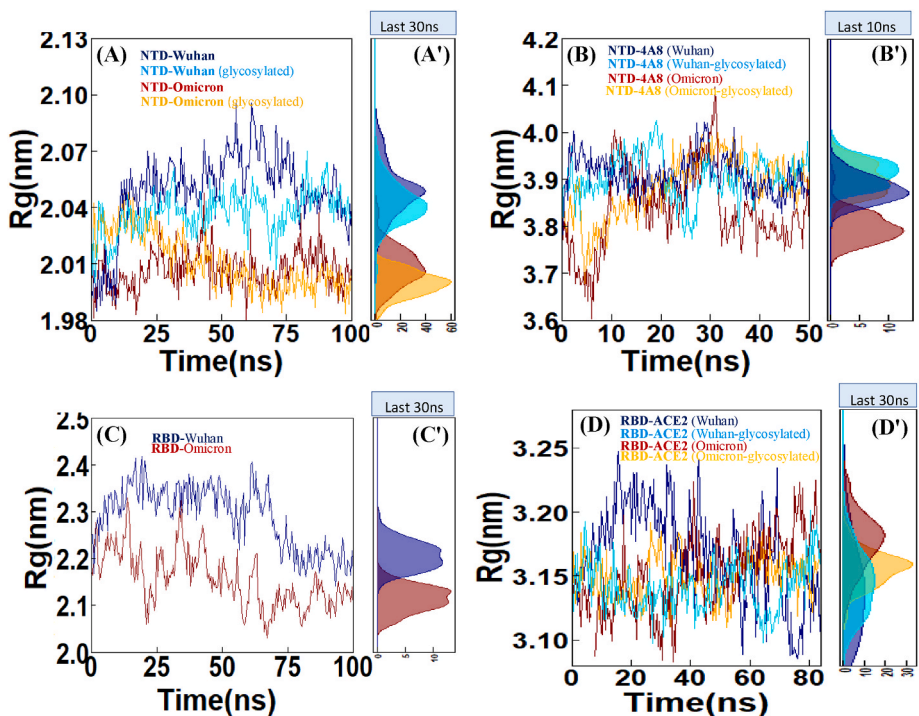 Last 30ns
(A)
(A')
NTD-Wuhan
NTD-Wuhan (glycosylated)
NTD-Omicron
NTD-Omicron (glycosylated)
Rg(nm)
2.13
2.10
2.07
2.04
2.01
1.98
0 25 50 75 100
Time(ns)
0 20 40 60
Last 10ns
(B)
(B')
NTD-4A8 (Wuhan)
NTD-4A8 (Wuhan-glycosylated)
NTD-4A8 (Omicron)
NTD-4A8 (Omicron-glycosylated)
Rg(nm)
4.2
4.1
4.0
3.9
3.8
3.7
3.6
0 10 20 30 40 50
Time(ns)
0 5 10
Last 30ns
(C)
(C')
RBD-Wuhan
RBD-Omicron
Rg(nm)
2.5
2.4
2.3
2.2
2.1
2.0
0 25 50 75 100
Time(ns)
0 5 10
Last 30ns
(D)
(D')
RBD-ACE2 (Wuhan)
RBD-ACE2 (Wuhan-glycosylated)
RBD-ACE2 (Omicron)
RBD-ACE2 (Omicron-glycosylated)
Rg(nm)
3.25
3.20
3.15
3.10
0 20 40 60 80
Time(ns)
0 10 20 30